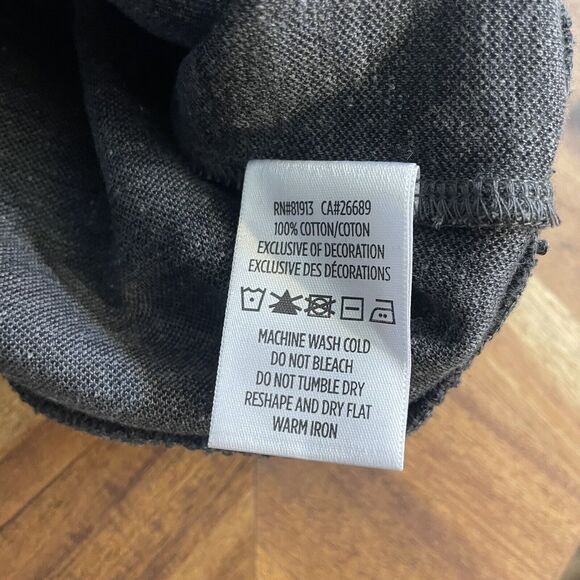 RN#81913 CA#26689
100% COTTON/COTON
EXCLUSIVE OF DECORATION
EXCLUSIVE DES DÉCORATIONS
MACHINE WASH COLD
DO NOT BLEACH
DO NOT TUMBLE DRY
RESHAPE AND DRY FLAT
WARM IRON